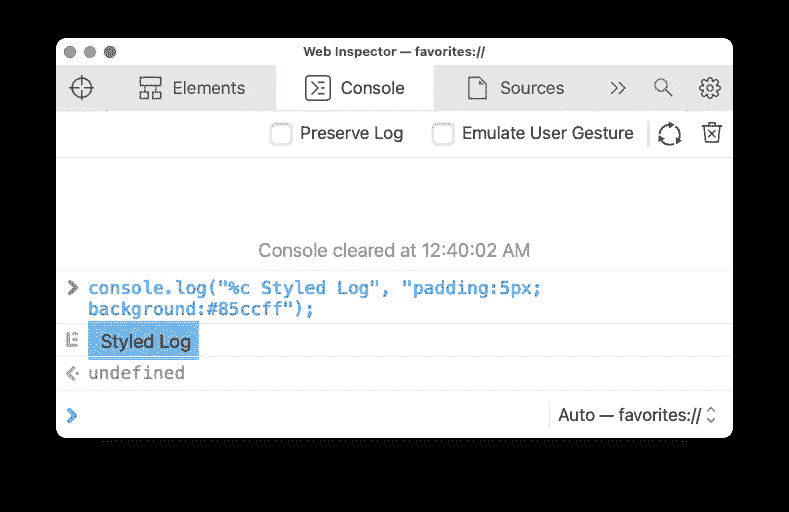 Web Inspector — favorites://
Elements Console Sources
Preserve Log Emulate User Gesture
Console cleared at 12:40:02 AM
console.log("%c Styled Log", "padding:5px;
background:#85ccff");
Styled Log
undefined
Auto — favorites://